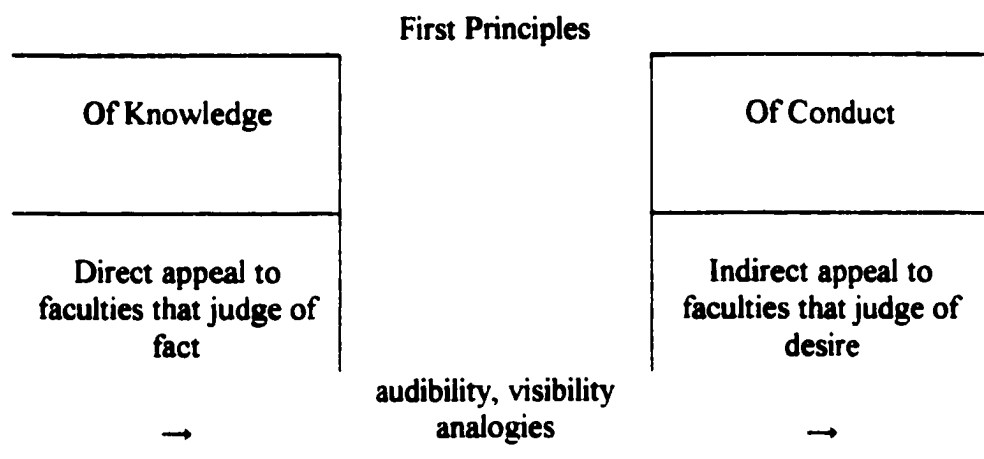 First Principles
Of Knowledge
Of Conduct
Direct appeal to
faculties that judge of
fact
Indirect appeal to
faculties that judge of
desire
audibility, visibility
analogies
→
→